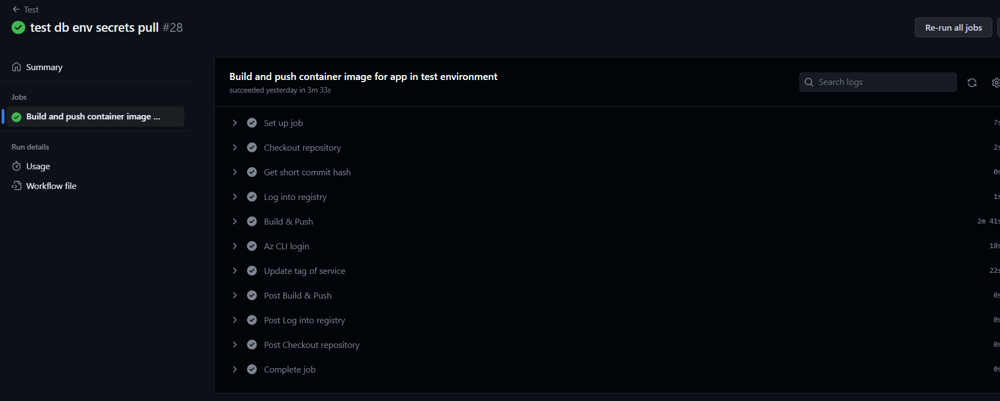 Test
test db env secrets pull #28
Re-run all jobs
Summary
Jobs
Build and push container image ...
Run details
Usage
Workflow file
Build and push container image for app in test environment
succeeded yesterday in 3m 33s
Search logs
Set up job 7s
Checkout repository 2s
Get short commit hash 0s
Log into registry 1s
Build & Push 2m 41s
Az CLI login 18s
Update tag of service 22s
Post Build & Push 0s
Post Log into registry 0s
Post Checkout repository 0s
Complete job 0s